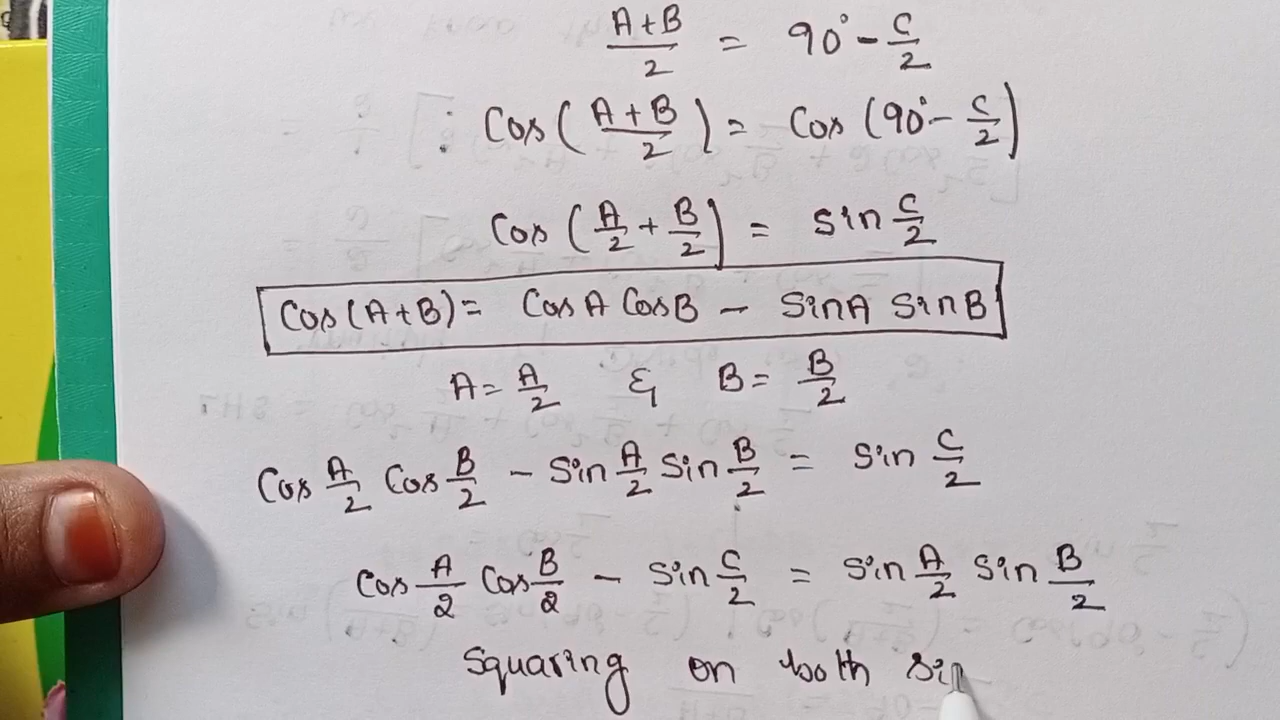 (A+B)/2 = 90° - C/2
∴ Cos((A+B)/2) = Cos(90° - C/2)
Cos(A/2 + B/2) = Sin C/2
Cos(A+B) = CosA CosB - SinA SinB
A = A/2 & B = B/2
Cos A/2 Cos B/2 - Sin A/2 Sin B/2 = Sin C/2
Cos A/2 Cos B/2 - Sin C/2 = Sin A/2 Sin B/2
Squaring on both si